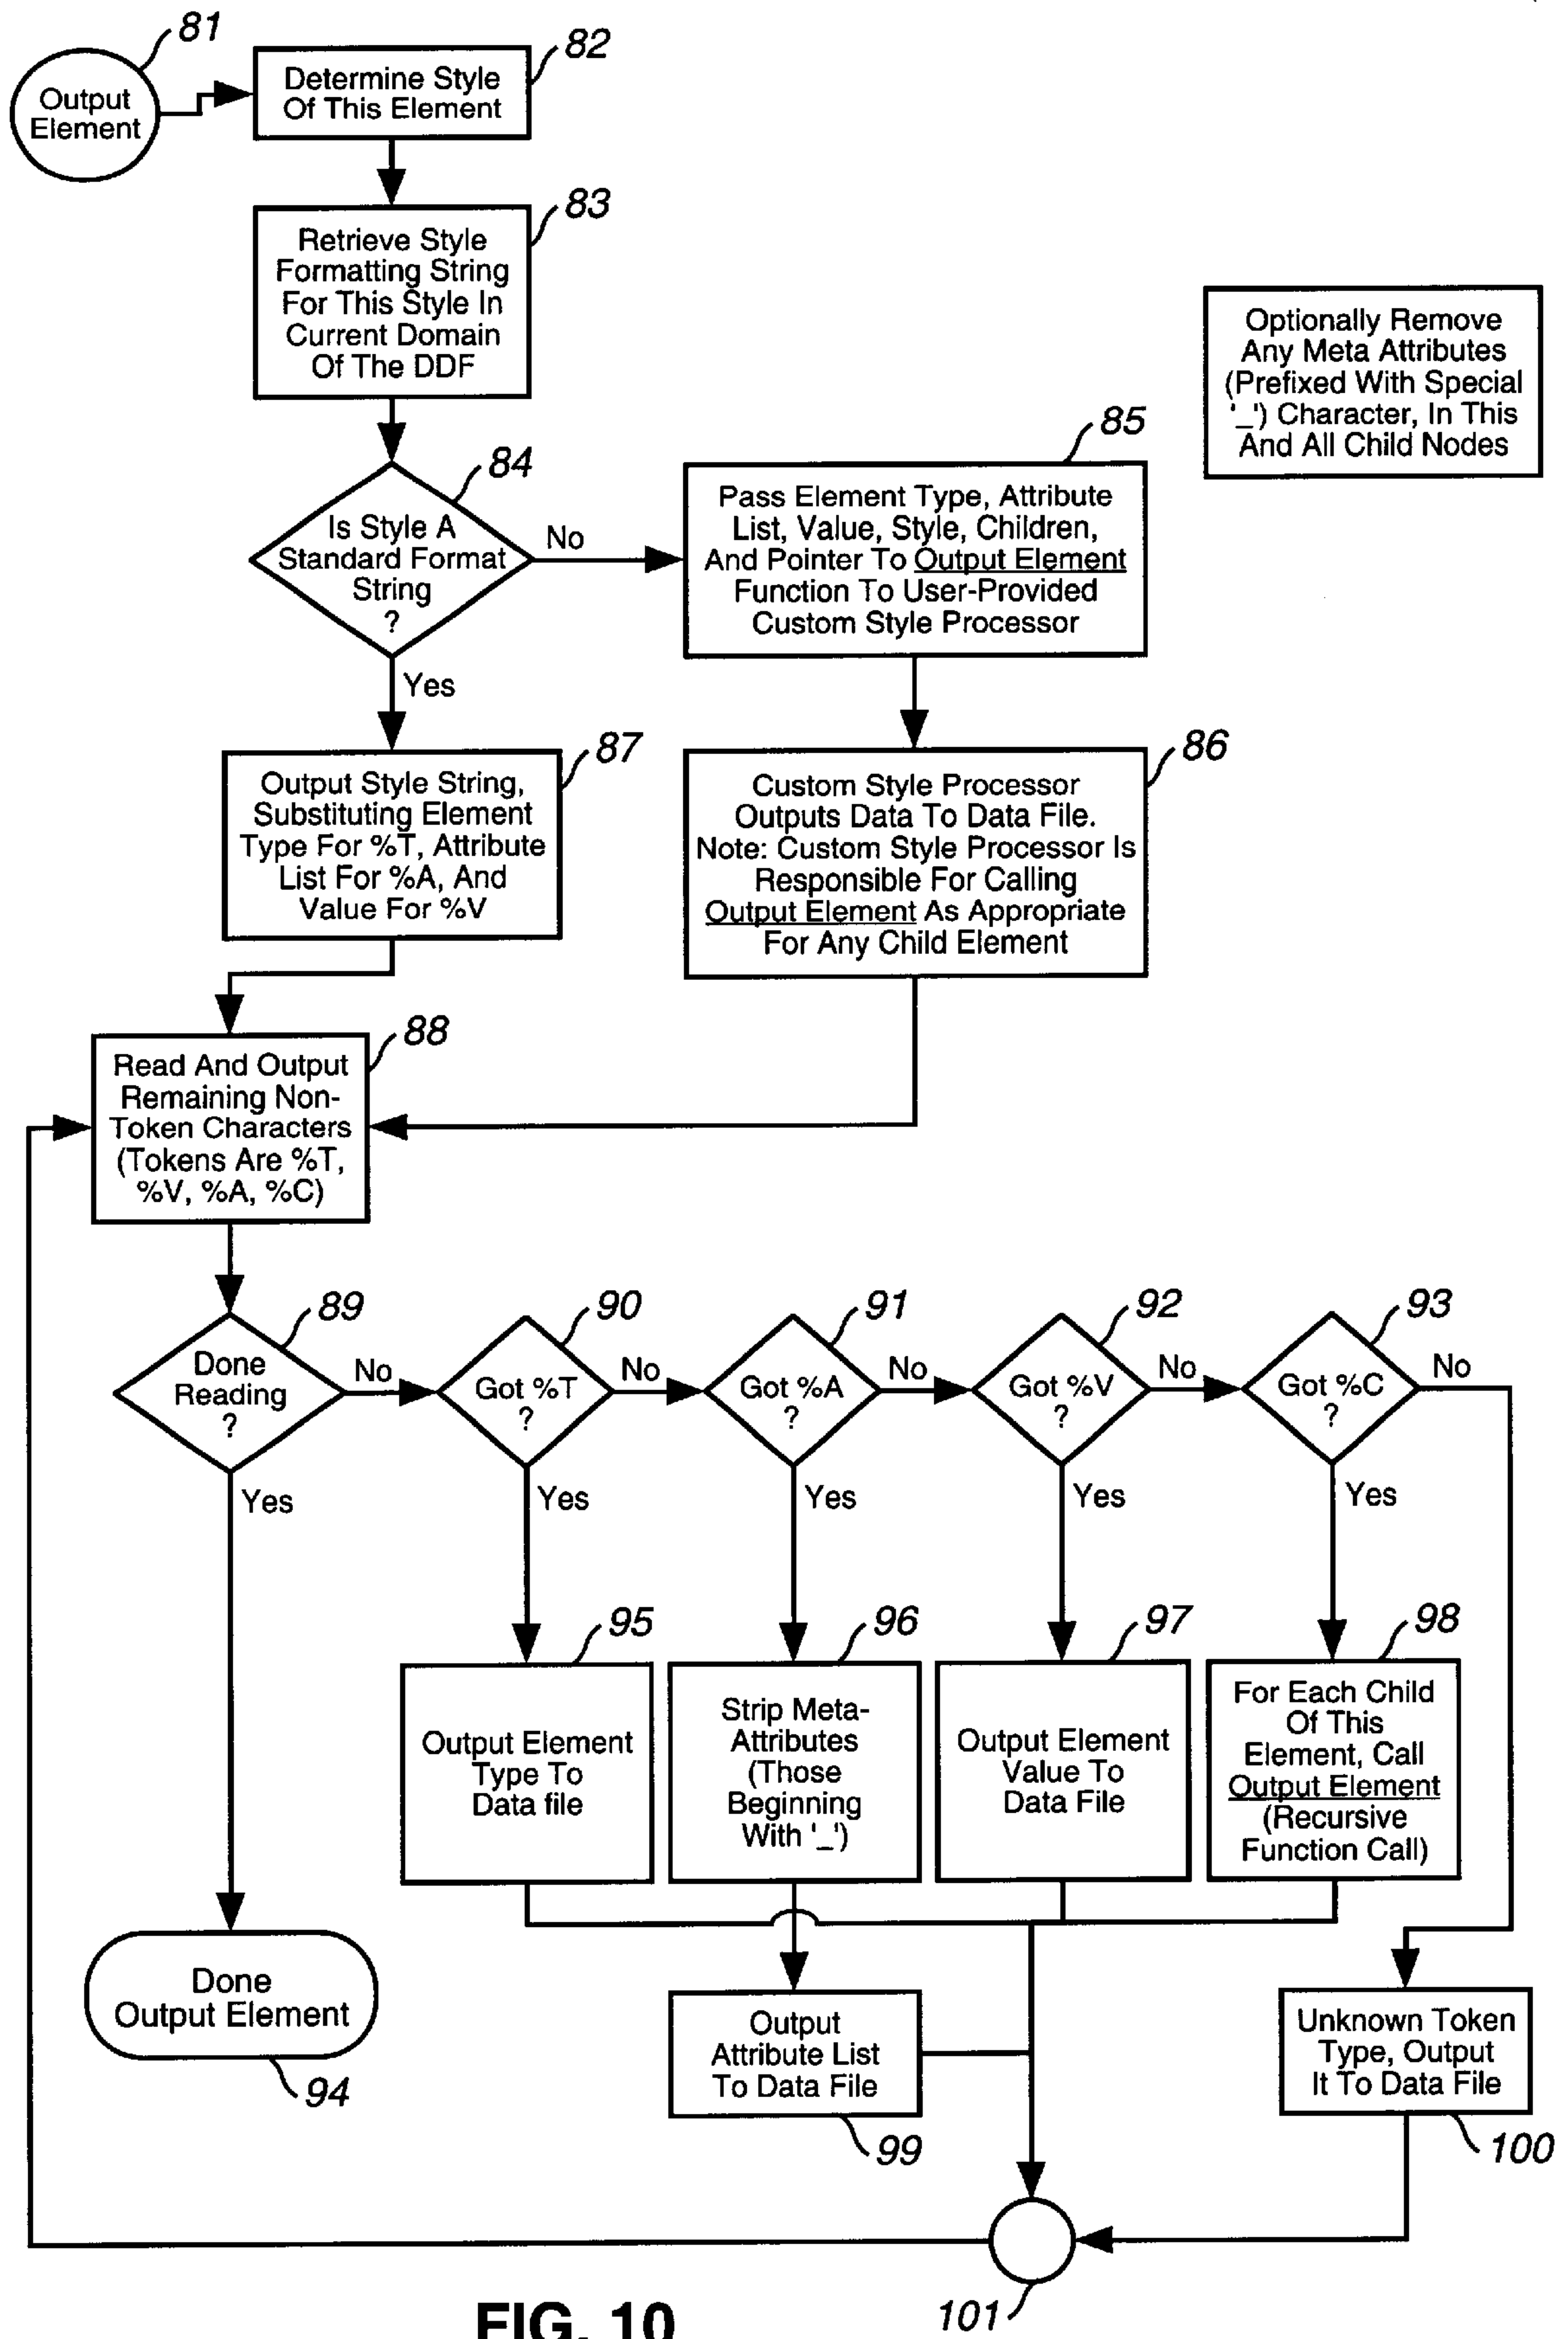 81
Output
Element
82
Determine Style
Of This Element
83
Retrieve Style
Formatting String
For This Style In
Current Domain
Of The DDF
Optionally Remove
Any Meta Attributes
(Prefixed With Special
'_') Character, In This
And All Child Nodes
84
Is Style A
Standard Format
String
?
No
Yes
85
Pass Element Type, Attribute
List, Value, Style, Children,
And Pointer To Output Element
Function To User-Provided
Custom Style Processor
87
Output Style String,
Substituting Element
Type For %T, Attribute
List For %A, And
Value For %V
86
Custom Style Processor
Outputs Data To Data File.
Note: Custom Style Processor Is
Responsible For Calling
Output Element As Appropriate
For Any Child Element
88
Read And Output
Remaining Non-
Token Characters
(Tokens Are %T,
%V, %A, %C)
89
Done
Reading
?
No
Yes
90
Got %T
?
No
Yes
91
Got %A
?
No
Yes
92
Got %V
?
No
Yes
93
Got %C
?
No
Yes
95
Output Element
Type To
Data file
96
Strip Meta-
Attributes
(Those
Beginning
With '_')
97
Output Element
Value To
Data File
98
For Each Child
Of This
Element, Call
Output Element
(Recursive
Function Call)
Done
Output Element
94
Output
Attribute List
To Data File
99
Unknown Token
Type, Output
It To Data File
100
101
FIG. 10